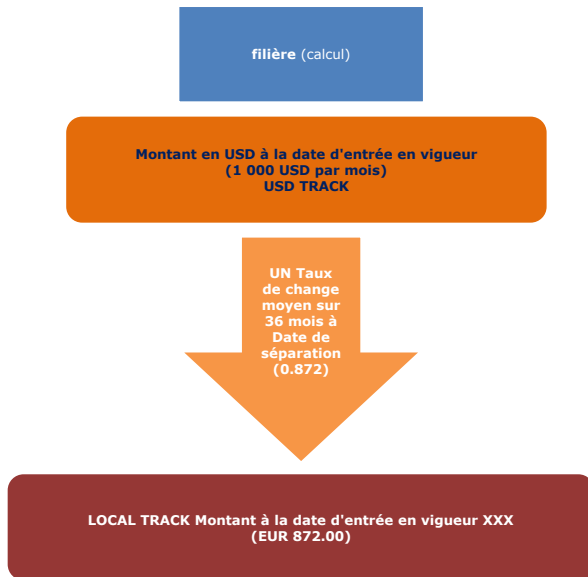 filière (calcul)
Montant en USD à la date d'entrée en vigueur
(1 000 USD par mois)
USD TRACK
UN Taux
de change
moyen sur
36 mois à
Date de
séparation
(0.872)
LOCAL TRACK Montant à la date d'entrée en vigueur XXX
(EUR 872.00)